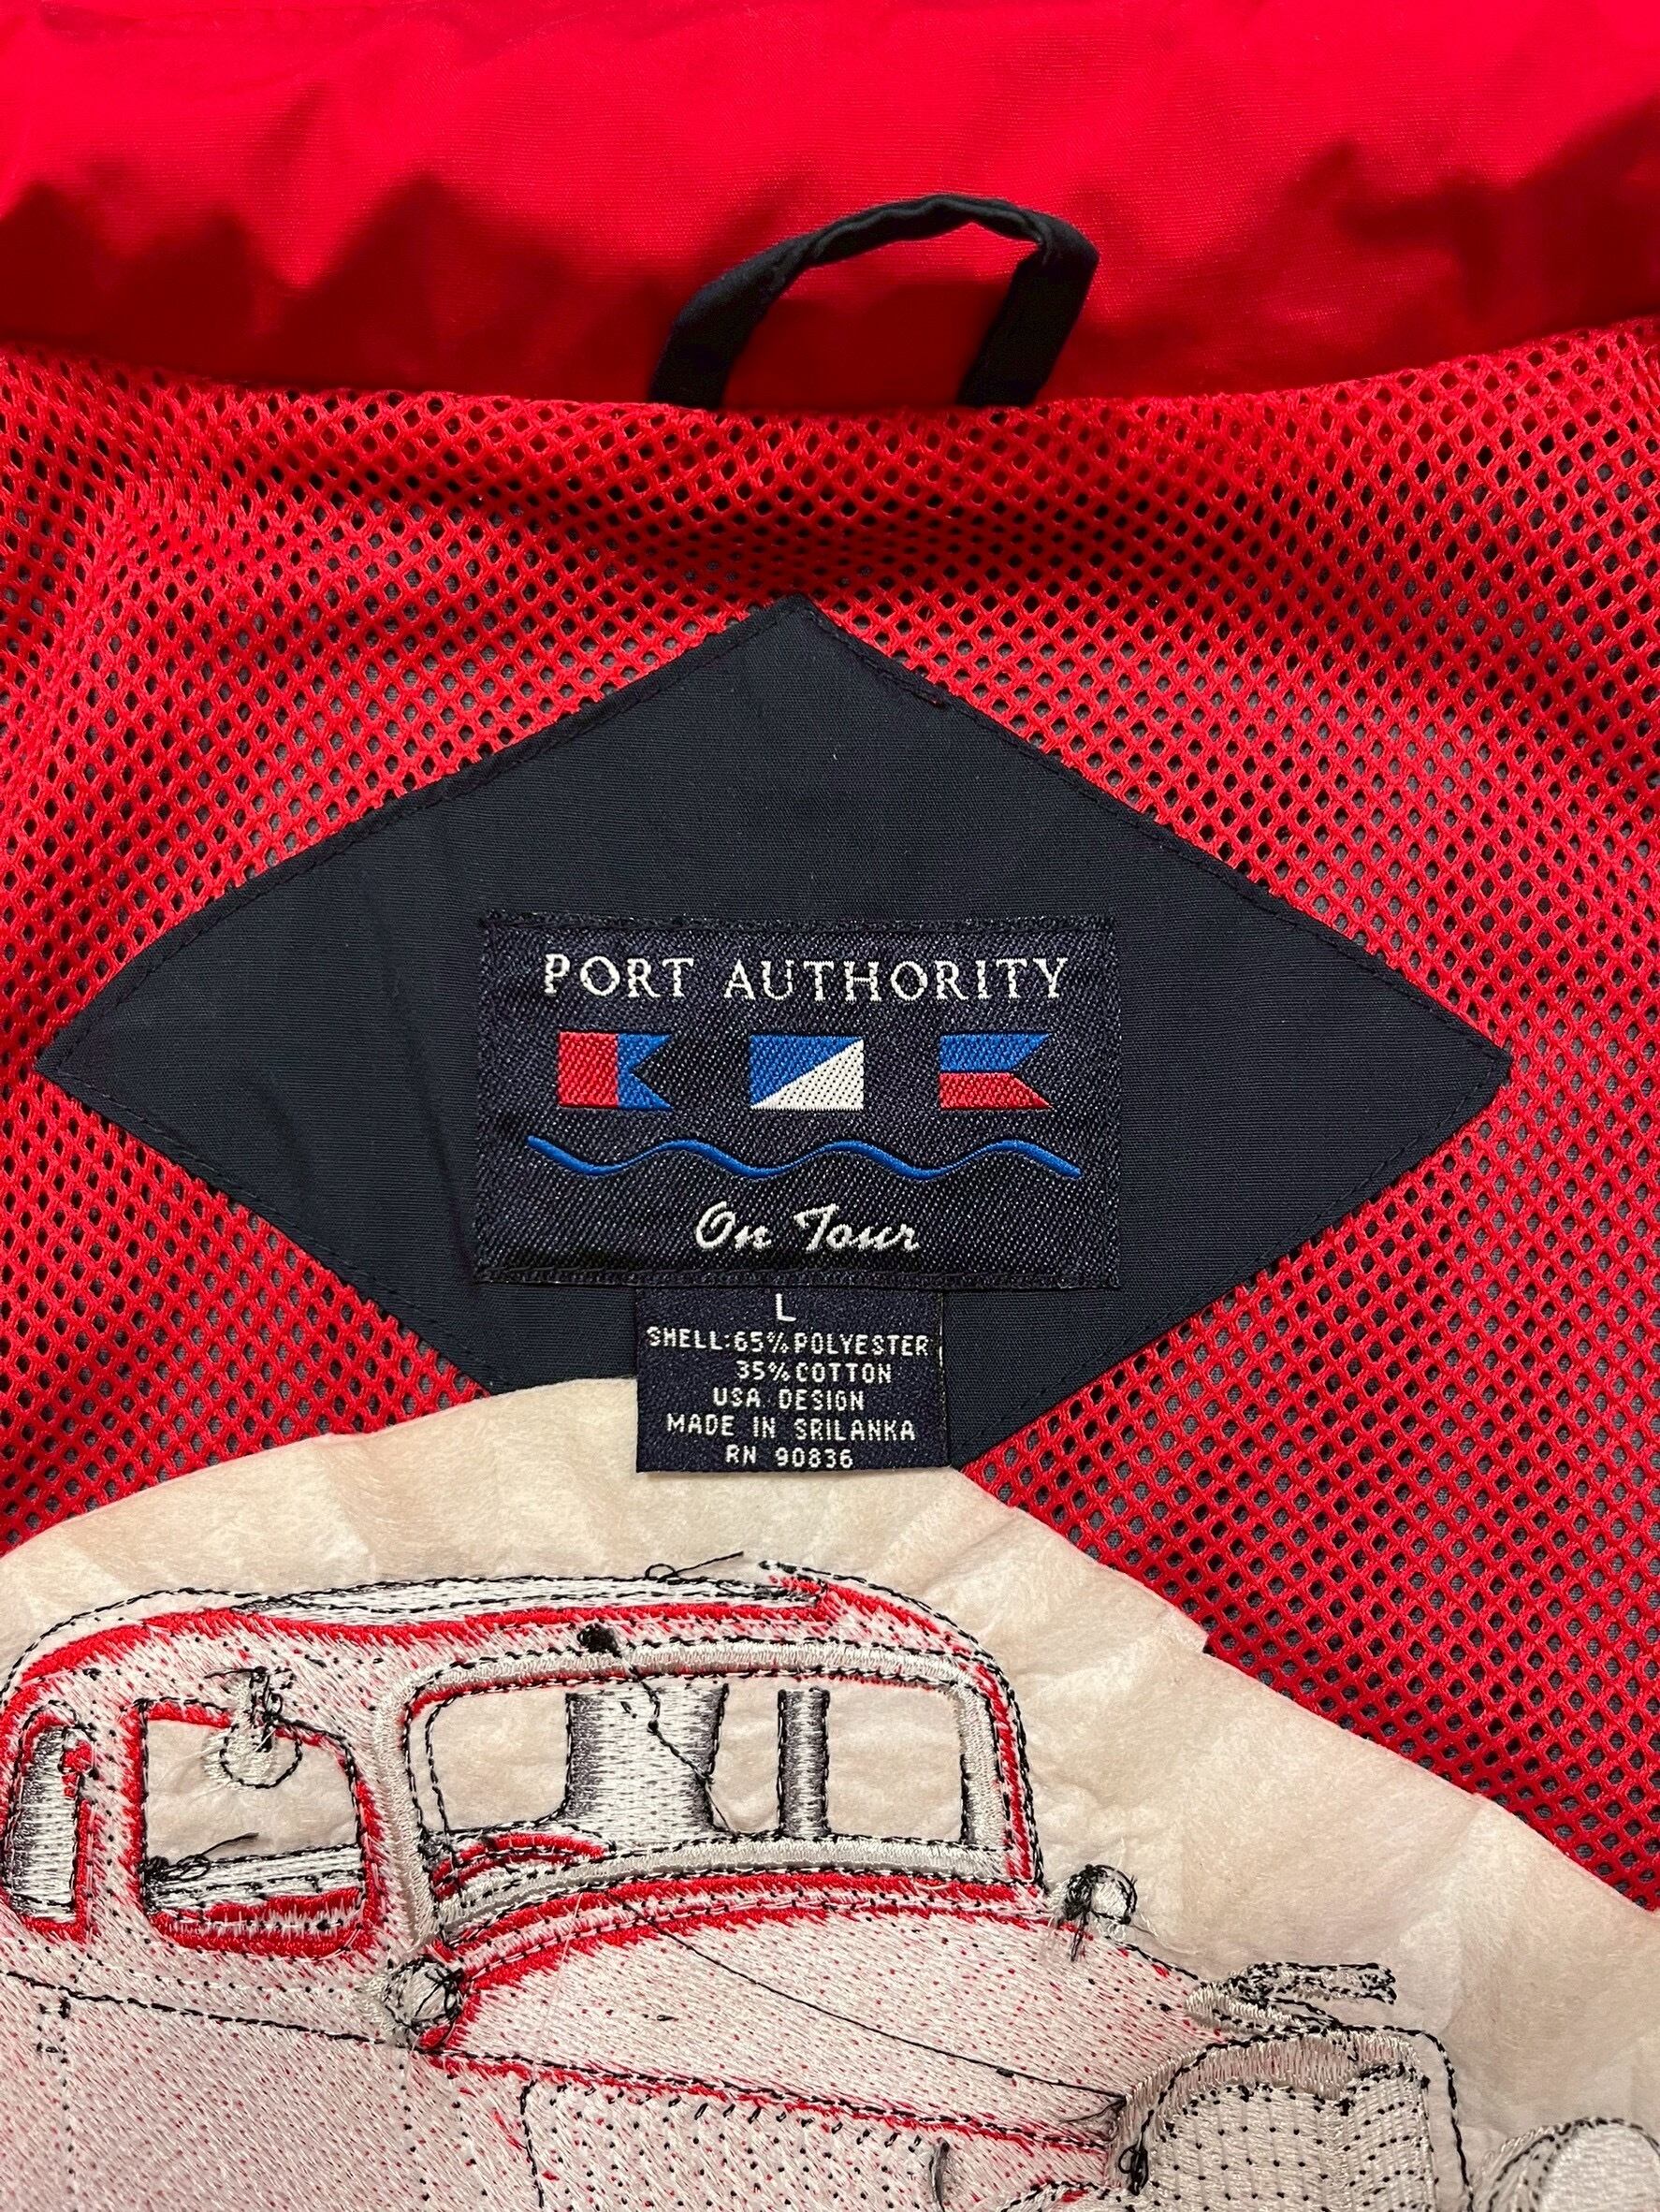 PORT AUTHORITY
On Tour
L
SHELL:65%POLYESTER
35%COTTON
USA DESIGN
MADE IN SRILANKA
RN 90836